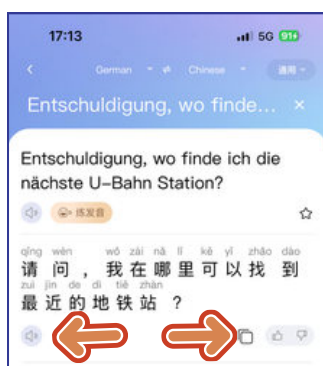 17:13 5G 91
German Chinese 通用
Entschuldigung, wo finde... ×
Entschuldigung, wo finde ich die
nächste U-Bahn Station?
练发音
qǐng wèn wǒ zài nǎ lǐ kě yǐ zhǎo dào
请问，我在哪里可以找到
zuì jìn de dì tiě zhàn
最近的地铁站？